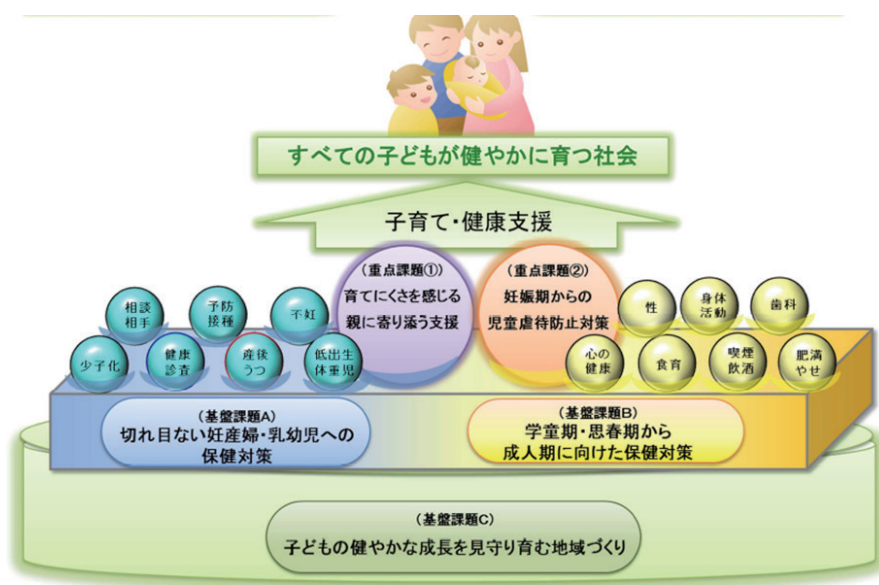 すべての子どもが健やかに育つ社会
子育て・健康支援
(重点課題①)
育てにくさを感じる
親に寄り添う支援
(重点課題②)
妊娠期からの
児童虐待防止対策
相談
相手
予防
接種
不妊
少子化
健康
診査
産後
うつ
低出生
体重児
性
身体
活動
歯科
心の
健康
食育
喫煙
飲酒
肥満
やせ
(基盤課題A)
切れ目ない妊産婦・乳幼児への
保健対策
(基盤課題B)
学童期・思春期から
成人期に向けた保健対策
(基盤課題C)
子どもの健やかな成長を見守り育む地域づくり